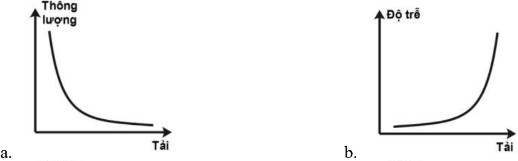 Thông
lượng
Tải
a.
Độ trễ
Tải
b.